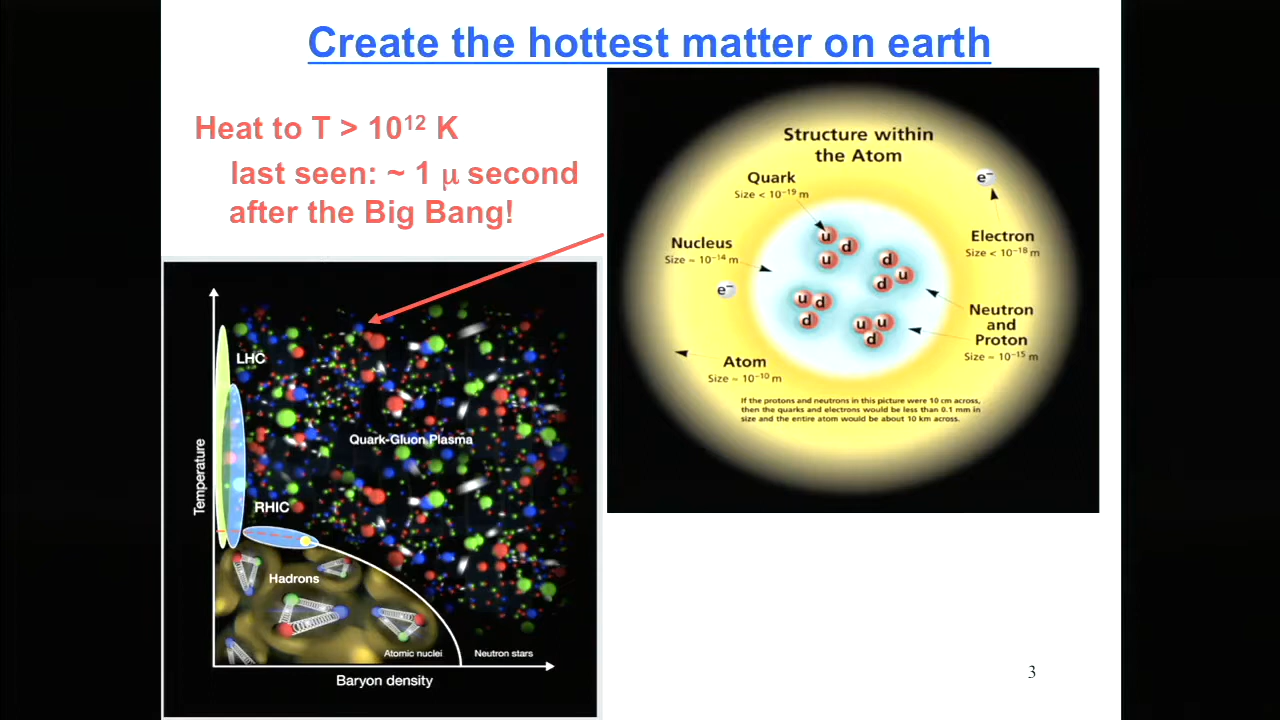 Create the hottest matter on earth
Heat to T > 10¹² K
last seen: ~ 1 μ second
after the Big Bang!
LHC
Quark-Gluon Plasma
Temperature
RHIC
Hadrons
Atomic nuclei
Neutron stars
Baryon density
Structure within
the Atom
Quark
Size < 10⁻¹⁹ m
e⁻
Nucleus
Size ~ 10⁻¹⁴ m
Electron
Size < 10⁻¹⁸ m
e⁻
u
d
u
d
u
d
u
d
d
u
u
d
Neutron
and
Proton
Size ~ 10⁻¹⁵ m
Atom
Size ~ 10⁻¹⁰ m
If the protons and neutrons in this picture were 10 cm across,
then the quarks and electrons would be less than 0.1 mm in
size and the entire atom would be about 10 km across.
3